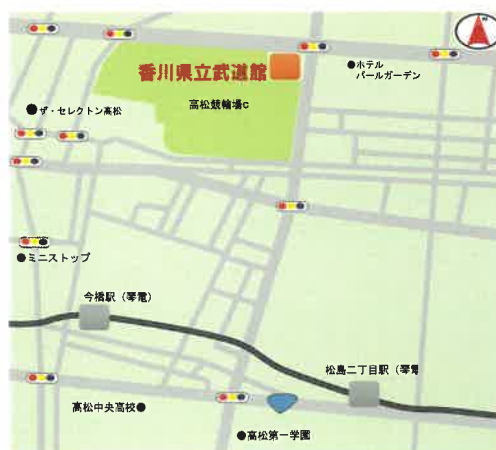 香川県立武道館
●ホテル
パールガーデン
高松競輪場c
●ザ・セレクトン高松
●ミニストップ
今橋駅（琴電）
松島二丁目駅（琴電
高松中央高校●
●高松第一学園